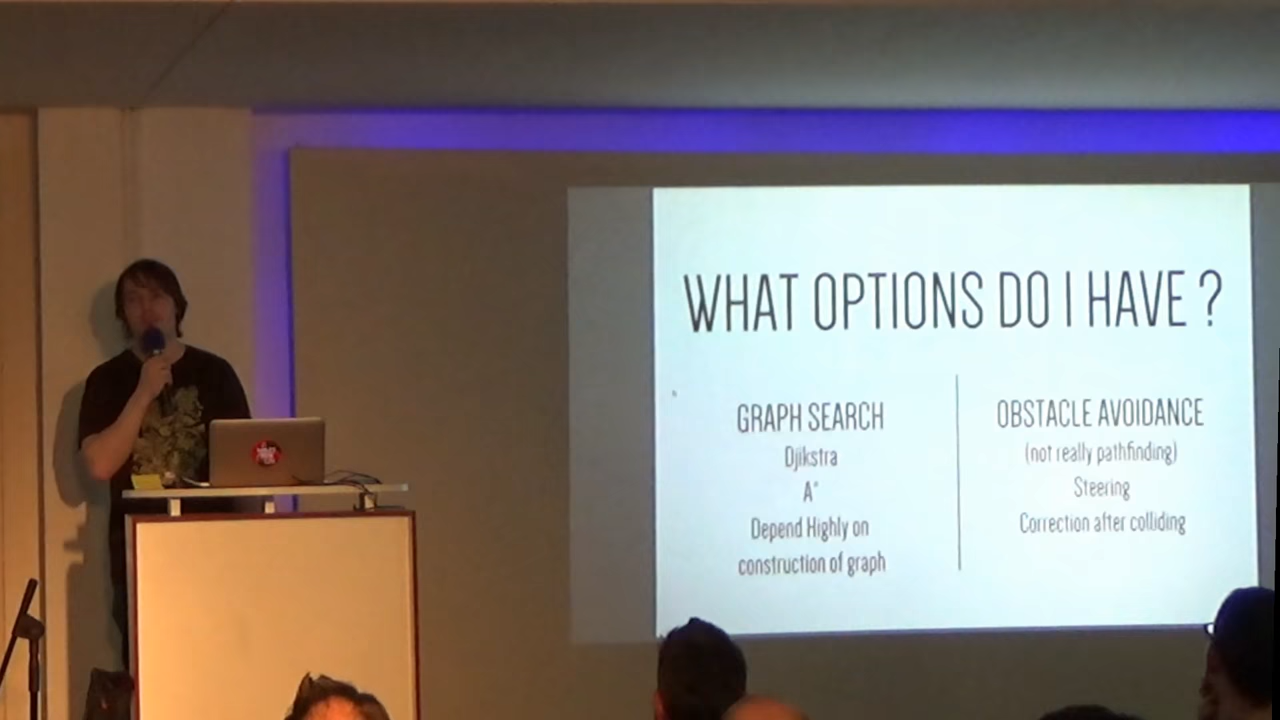 WHAT OPTIONS DO I HAVE ?
GRAPH SEARCH
Djikstra
A*
Depend Highly on
construction of graph
OBSTACLE AVOIDANCE
(not really pathfinding)
Steering
Correction after colliding